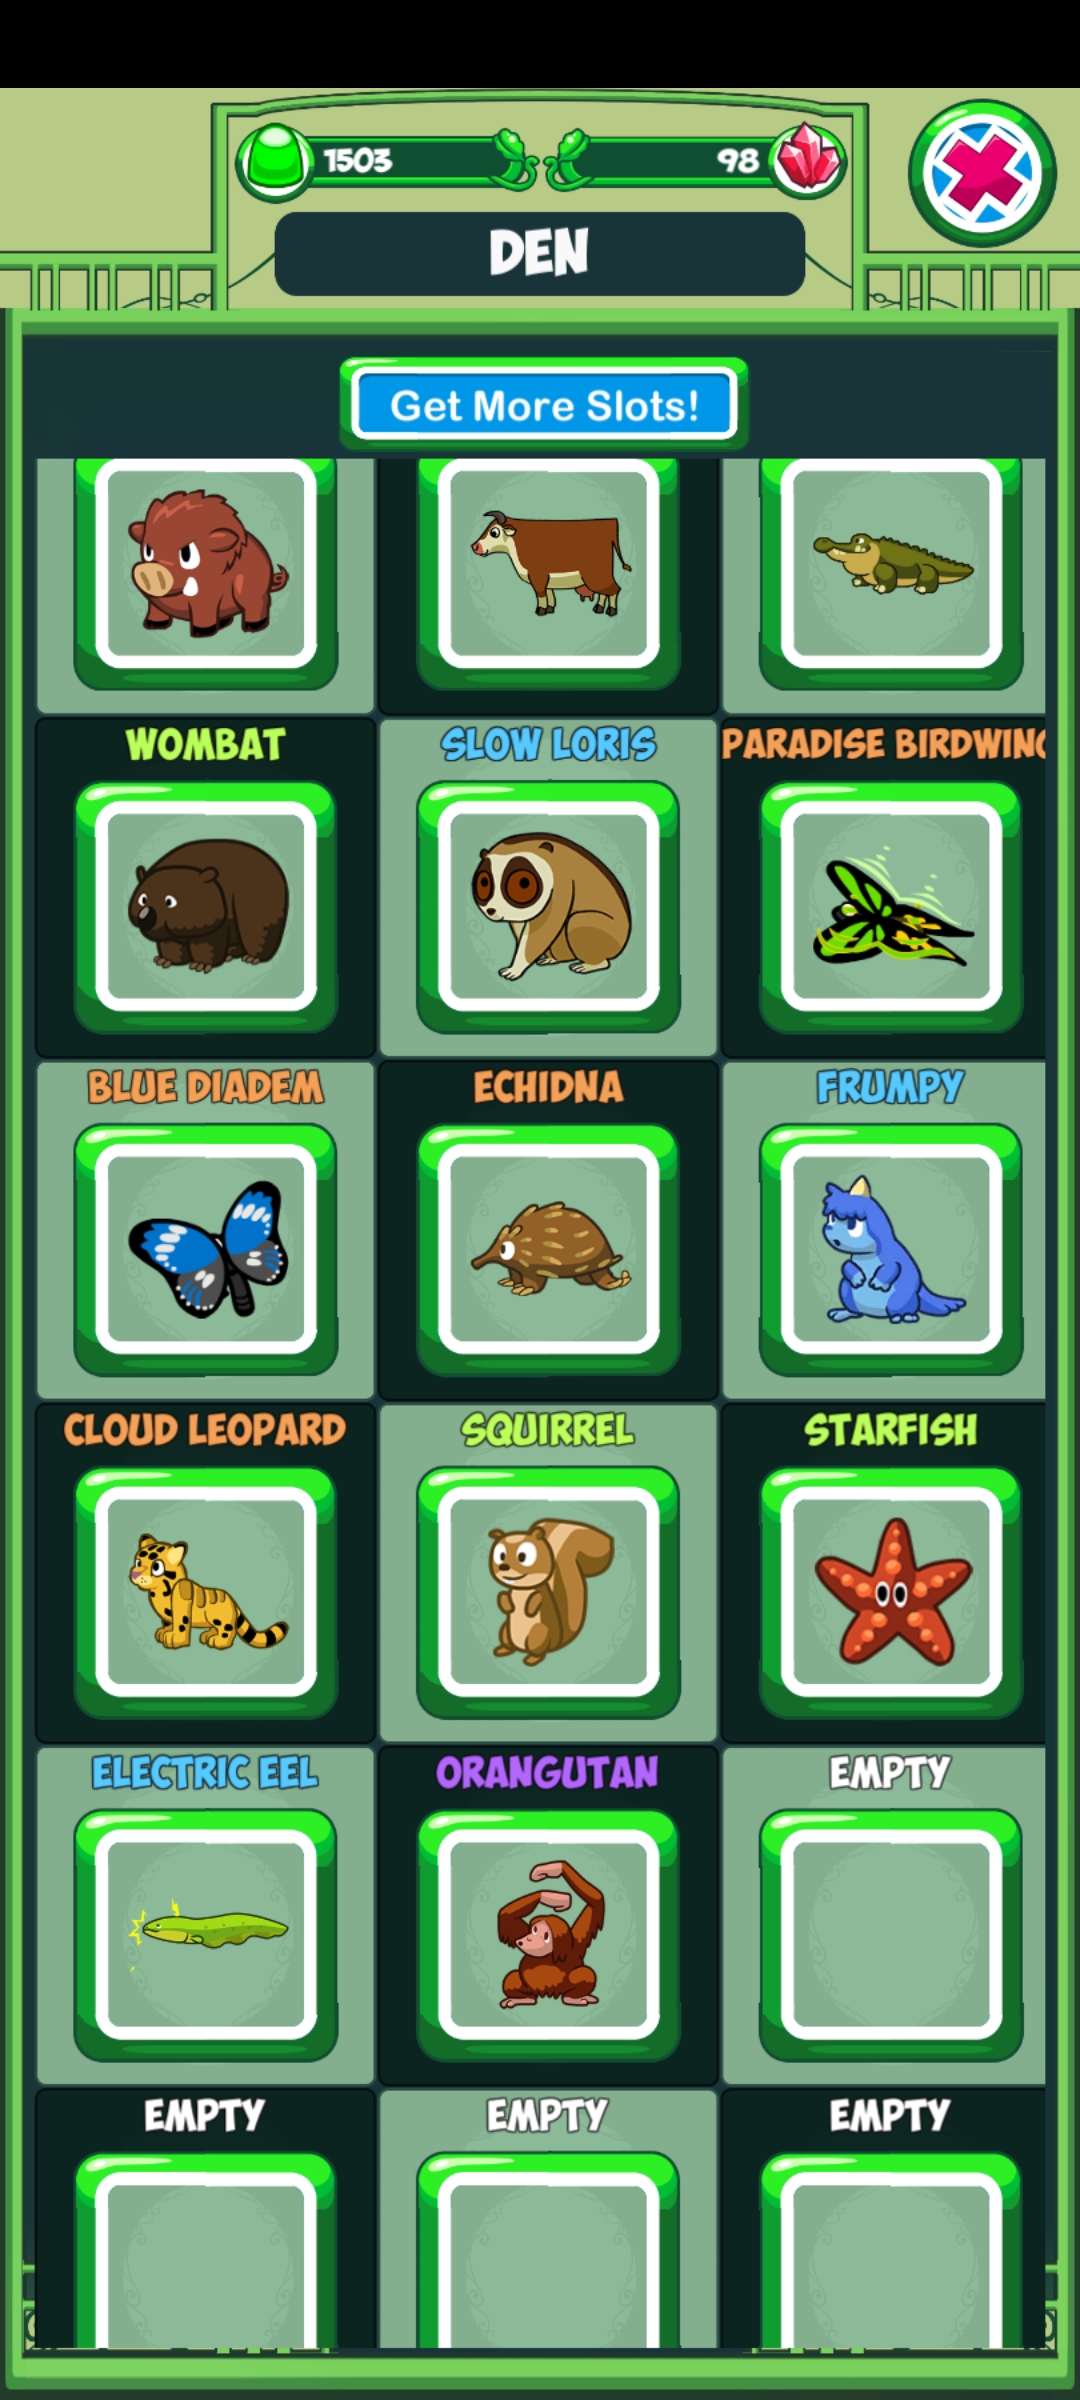 1503 98
DEN
Get More Slots!
WOMBAT SLOW LORIS PARADISE BIRDWING
BLUE DIADEM ECHIDNA FRUMPY
CLOUD LEOPARD SQUIRREL STARFISH
ELECTRIC EEL ORANGUTAN EMPTY
EMPTY EMPTY EMPTY